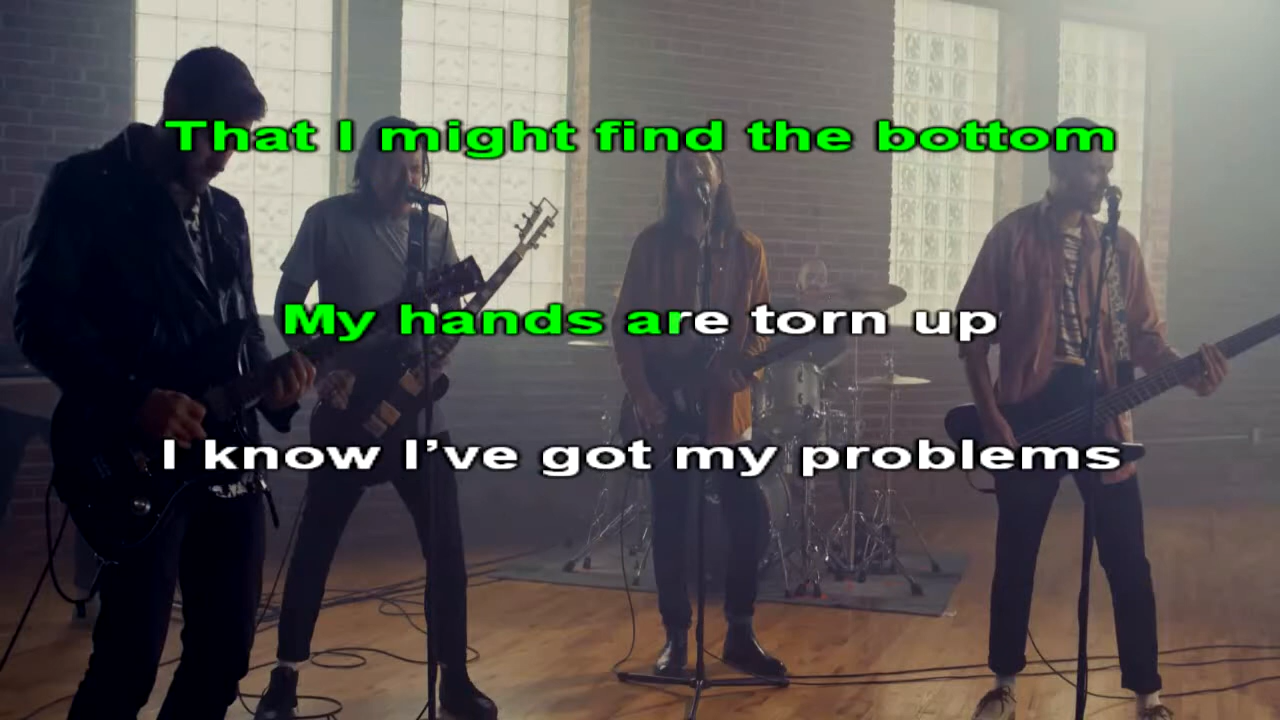 That I might find the bottom
My hands are torn up
I know I’ve got my problems